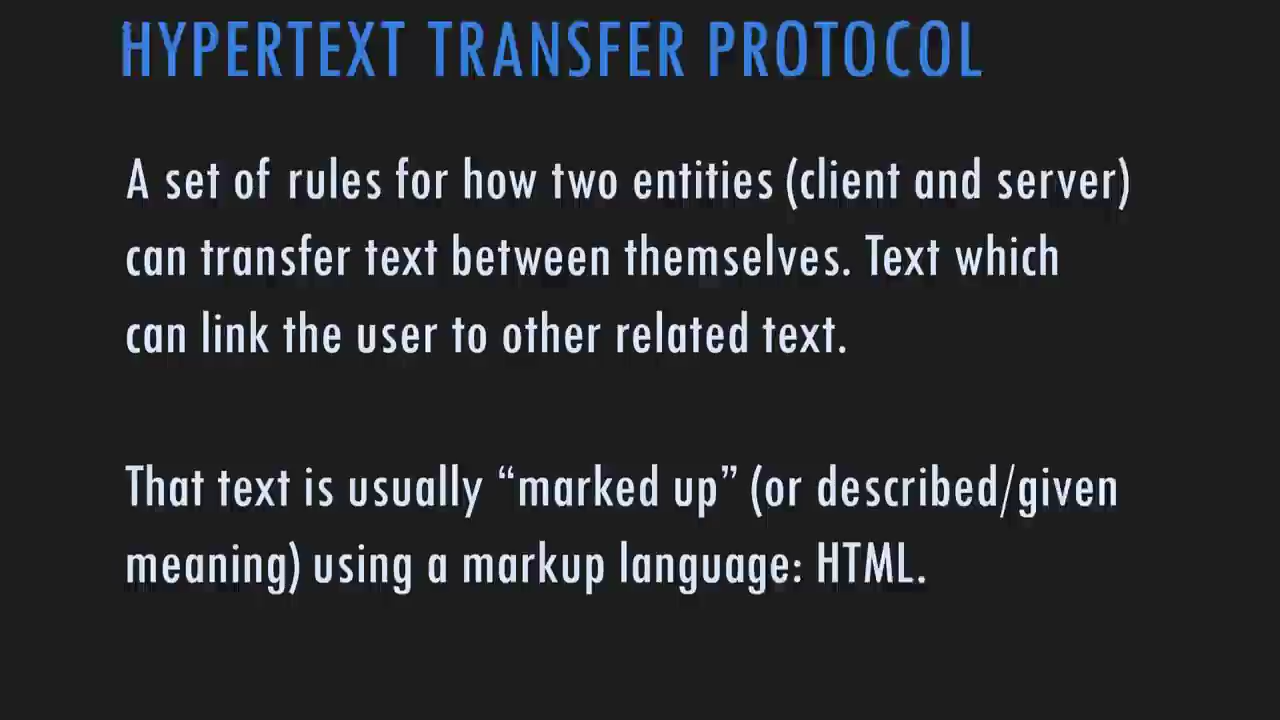 HYPERTEXT TRANSFER PROTOCOL
A set of rules for how two entities (client and server)
can transfer text between themselves. Text which
can link the user to other related text.
That text is usually “marked up” (or described/given
meaning) using a markup language: HTML.